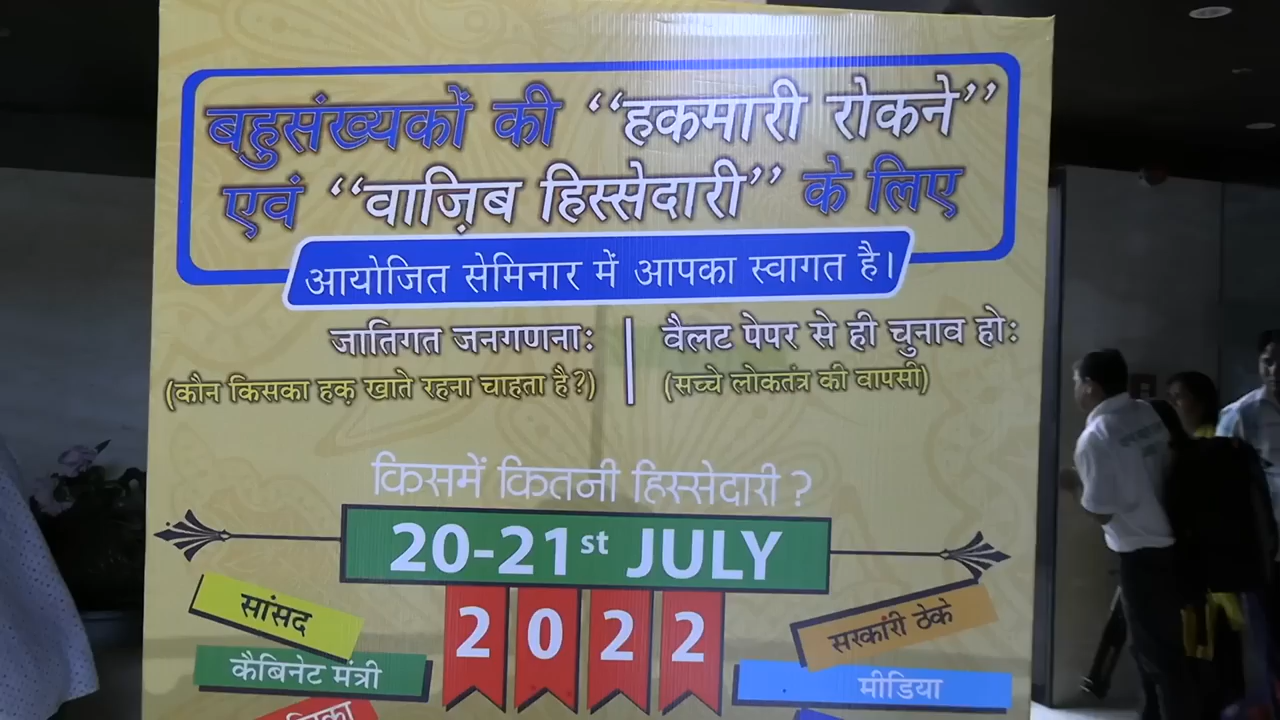 बहुसंख्यकों की “हकमारी रोकने”
एवं “वाज़िब हिस्सेदारी” के लिए
आयोजित सेमिनार में आपका स्वागत है।
जातिगत जनगणनाः
(कौन किसका हक़ खाते रहना चाहता है?)
वैलट पेपर से ही चुनाव होः
(सच्चे लोकतंत्र की वापसी)
किसमें कितनी हिस्सेदारी ?
20-21st JULY
2022
सांसद
सरकारी ठेके
कैबिनेट मंत्री
मीडिया